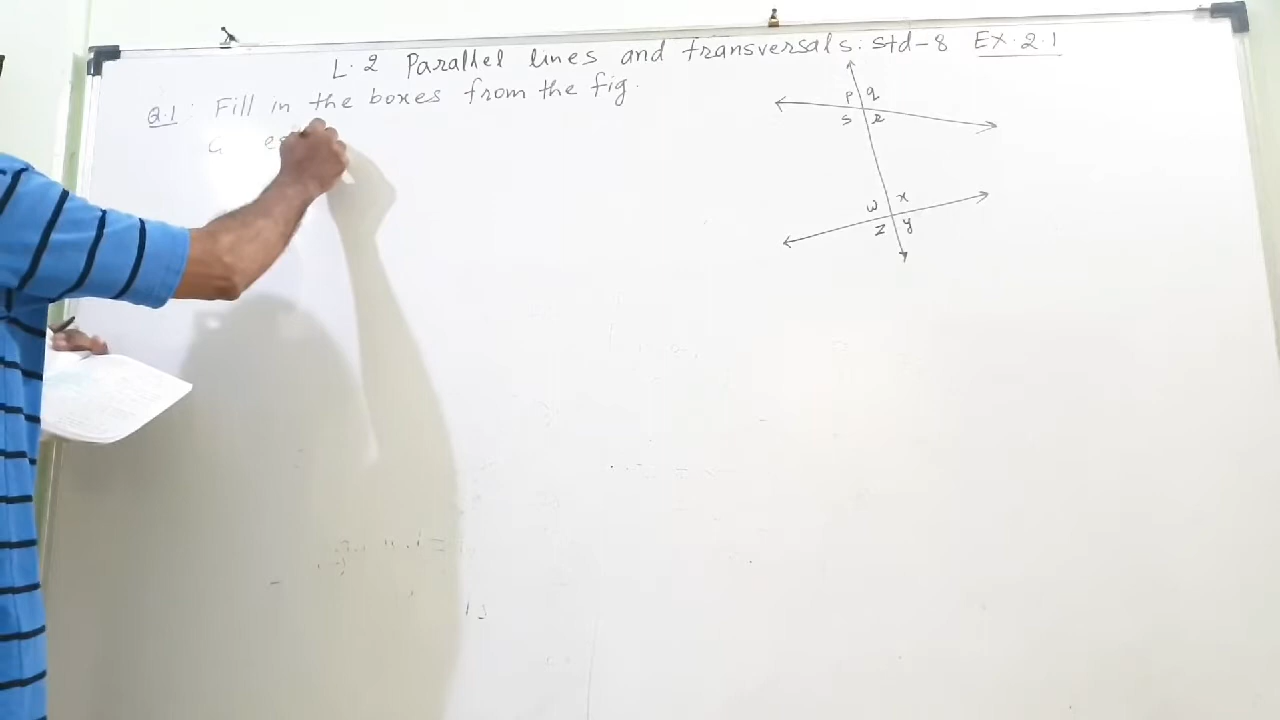 L. 2 Parallel lines and transversals: Std-8 EX. 2.1
Q.1: Fill in the boxes from the fig.
p q
s r
w x
z y